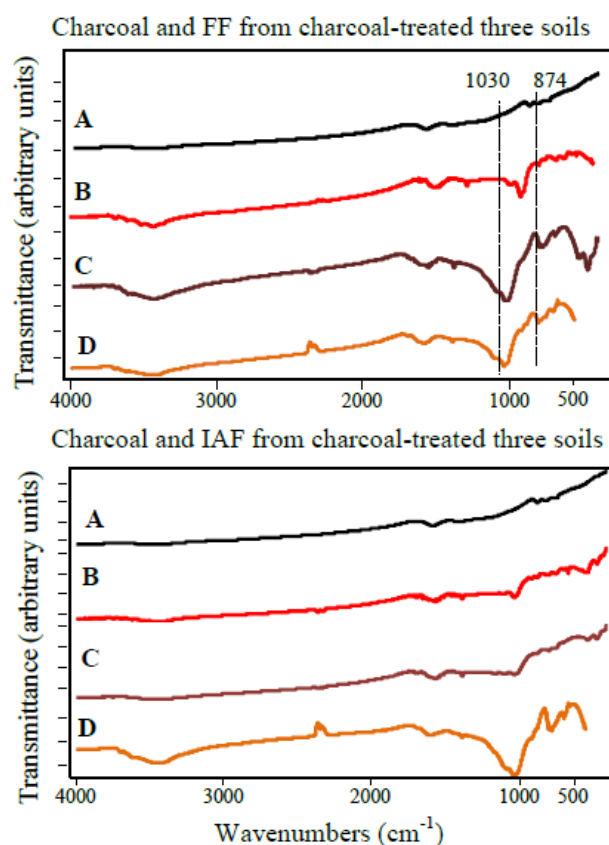 Charcoal and FF from charcoal-treated three soils
1030 874
A
B
C
D
Transmittance (arbitrary units)
4000 3000 2000 1000 500
Charcoal and IAF from charcoal-treated three soils
A
B
C
D
Transmittance (arbitrary units)
4000 3000 2000 1000 500
Wavenumbers (cm⁻¹)